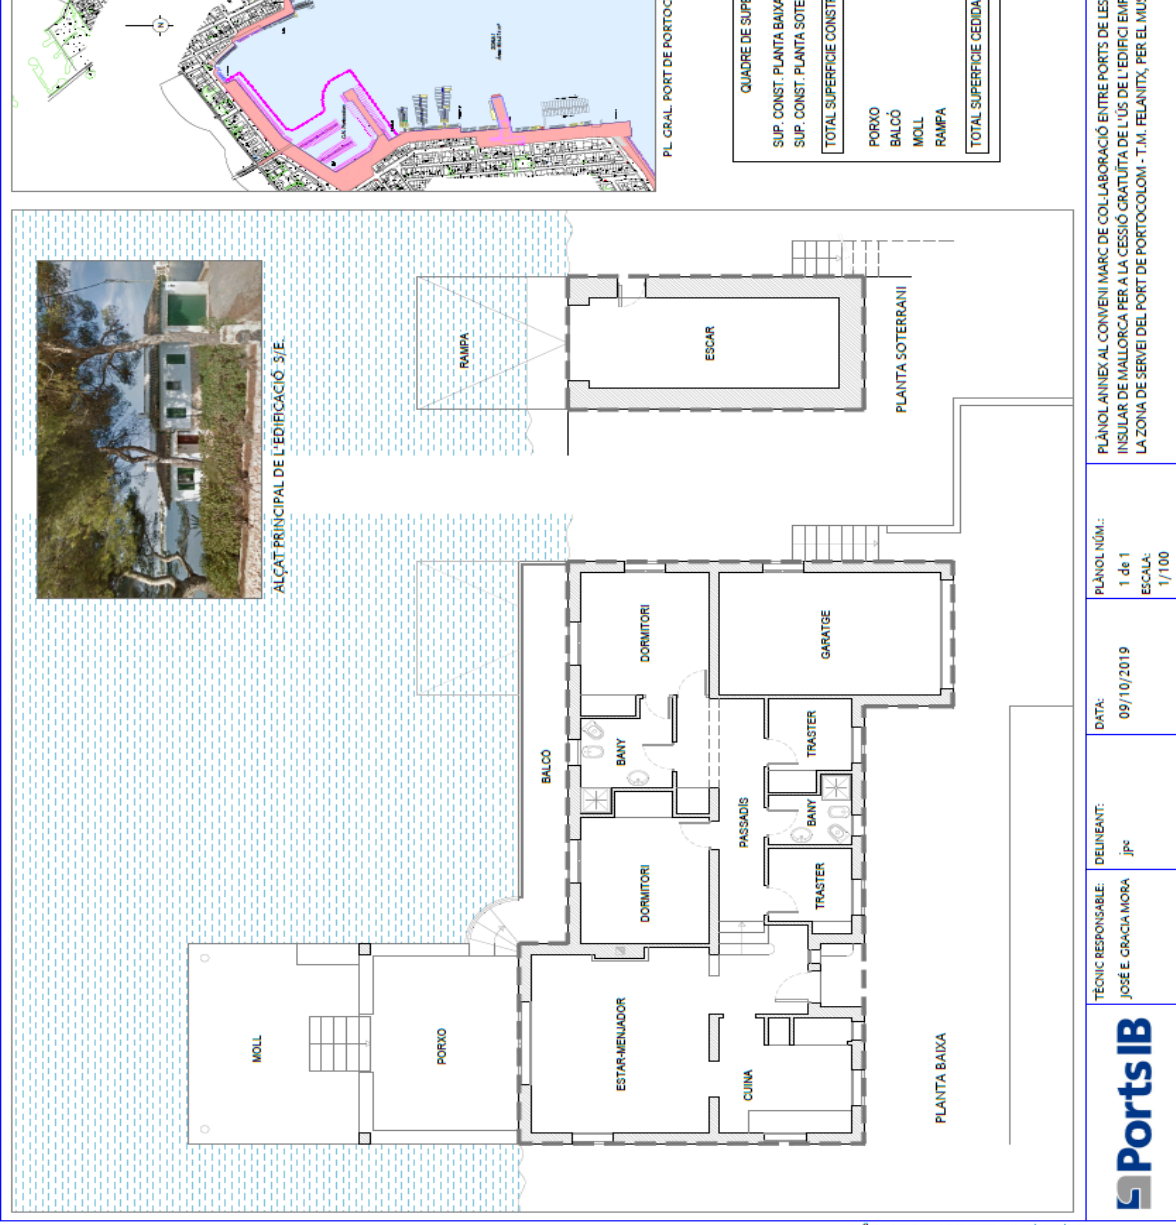 PL. GRAL. PORT DE PORTOC
QUADRE DE SUPE
SUP. CONST. PLANTA BAIXA
SUP. CONST. PLANTA SOTE
TOTAL SUPERFICIE CONSTR
PORXO
BALCÓ
MOLL
RAMPA
TOTAL SUPERFICIE CEDIDA
ALÇAT PRINCIPAL DE L'EDIFICACIÓ S/E.
RAMPA
ESCAR
PLANTA SOTERRANI
MOLL
PORXO
BALCÓ
ESTAR-MENJADOR
DORMITORI
BANY
DORMITORI
CUINA
PASSADÍS
TRASTER
BANY
TRASTER
GARATGE
PLANTA BAIXA
PortsIB
TÈCNIC RESPONSABLE:
JOSÉ E. GRACIA MORA
DELINEANT:
jpc
DATA:
09/10/2019
PLÀNOL NÚM.:
1 de 1
ESCALA:
1/100
PLÀNOL ANNEX AL CONVENI MARC DE COL·LABORACIÓ ENTRE PORTS DE LES
INSULAR DE MALLORCA PER A LA CESSIÓ GRATUÏTA DE L'ÚS DE L'EDIFICI EMP
LA ZONA DE SERVEI DEL PORT DE PORTOCOLOM - T.M. FELANITX, PER EL MUS